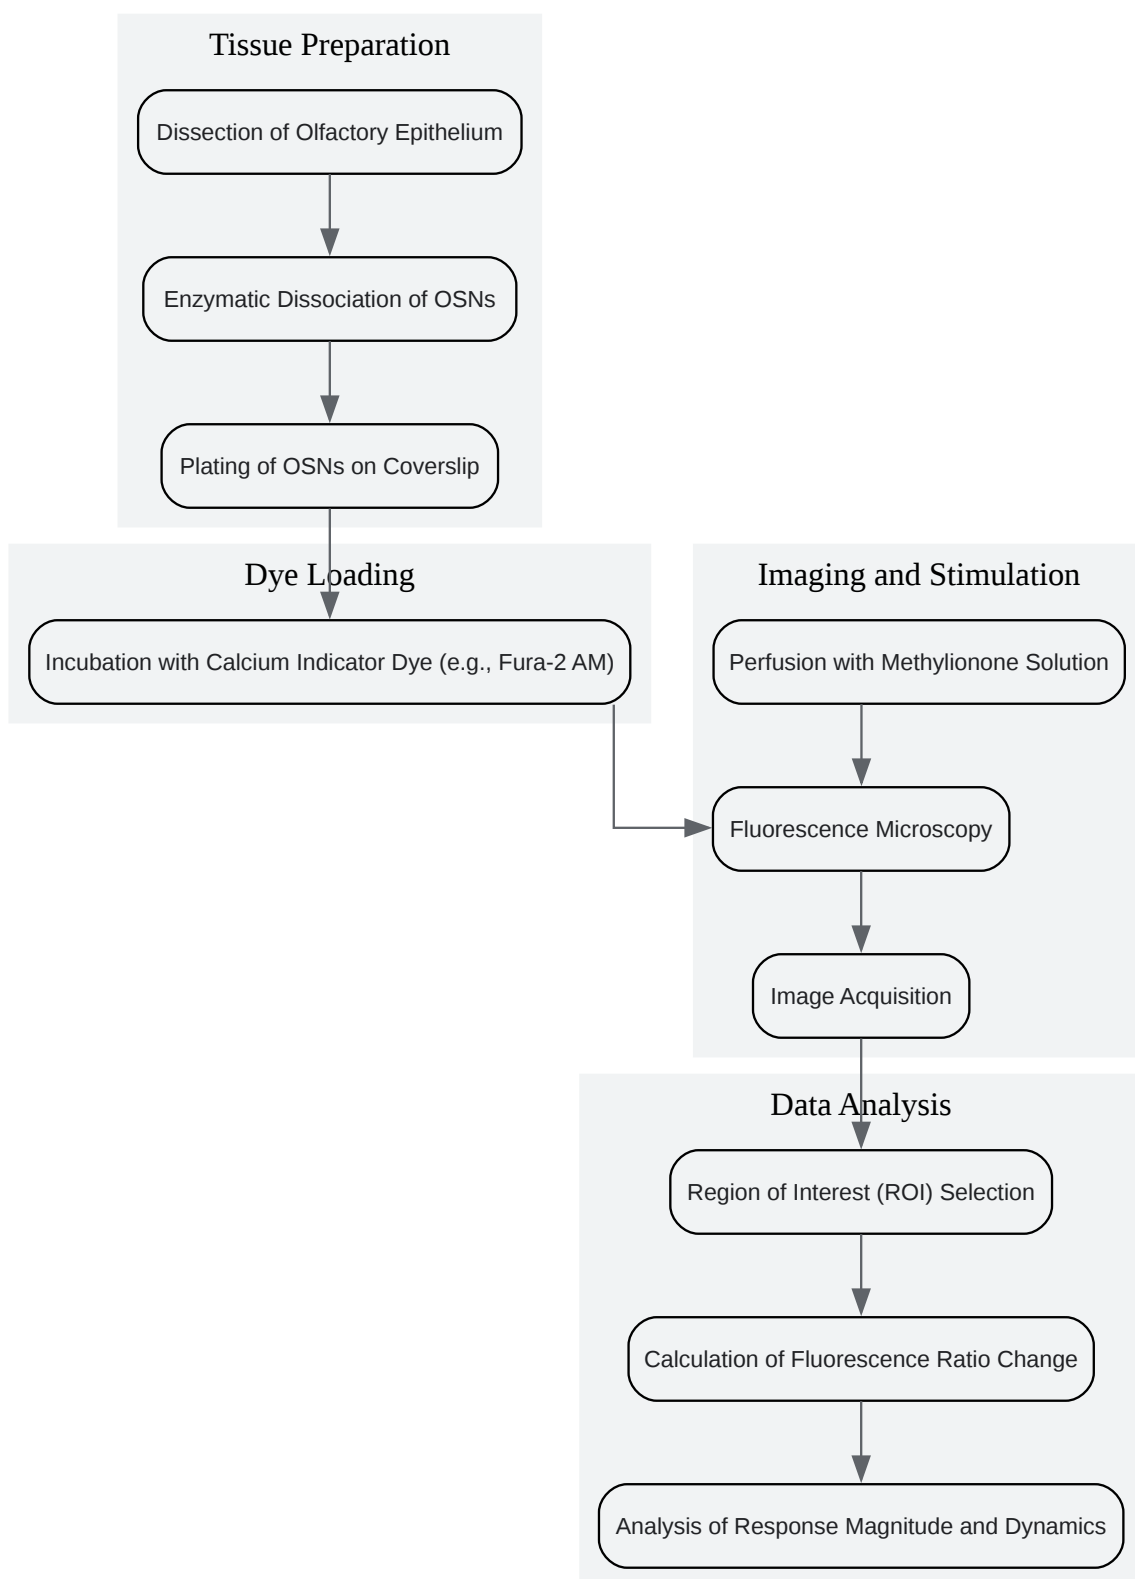 Tissue Preparation
Dissection of Olfactory Epithelium
Enzymatic Dissociation of OSNs
Plating of OSNs on Coverslip
Dye Loading
Incubation with Calcium Indicator Dye (e.g., Fura-2 AM)
Imaging and Stimulation
Perfusion with Methylionone Solution
Fluorescence Microscopy
Image Acquisition
Data Analysis
Region of Interest (ROI) Selection
Calculation of Fluorescence Ratio Change
Analysis of Response Magnitude and Dynamics